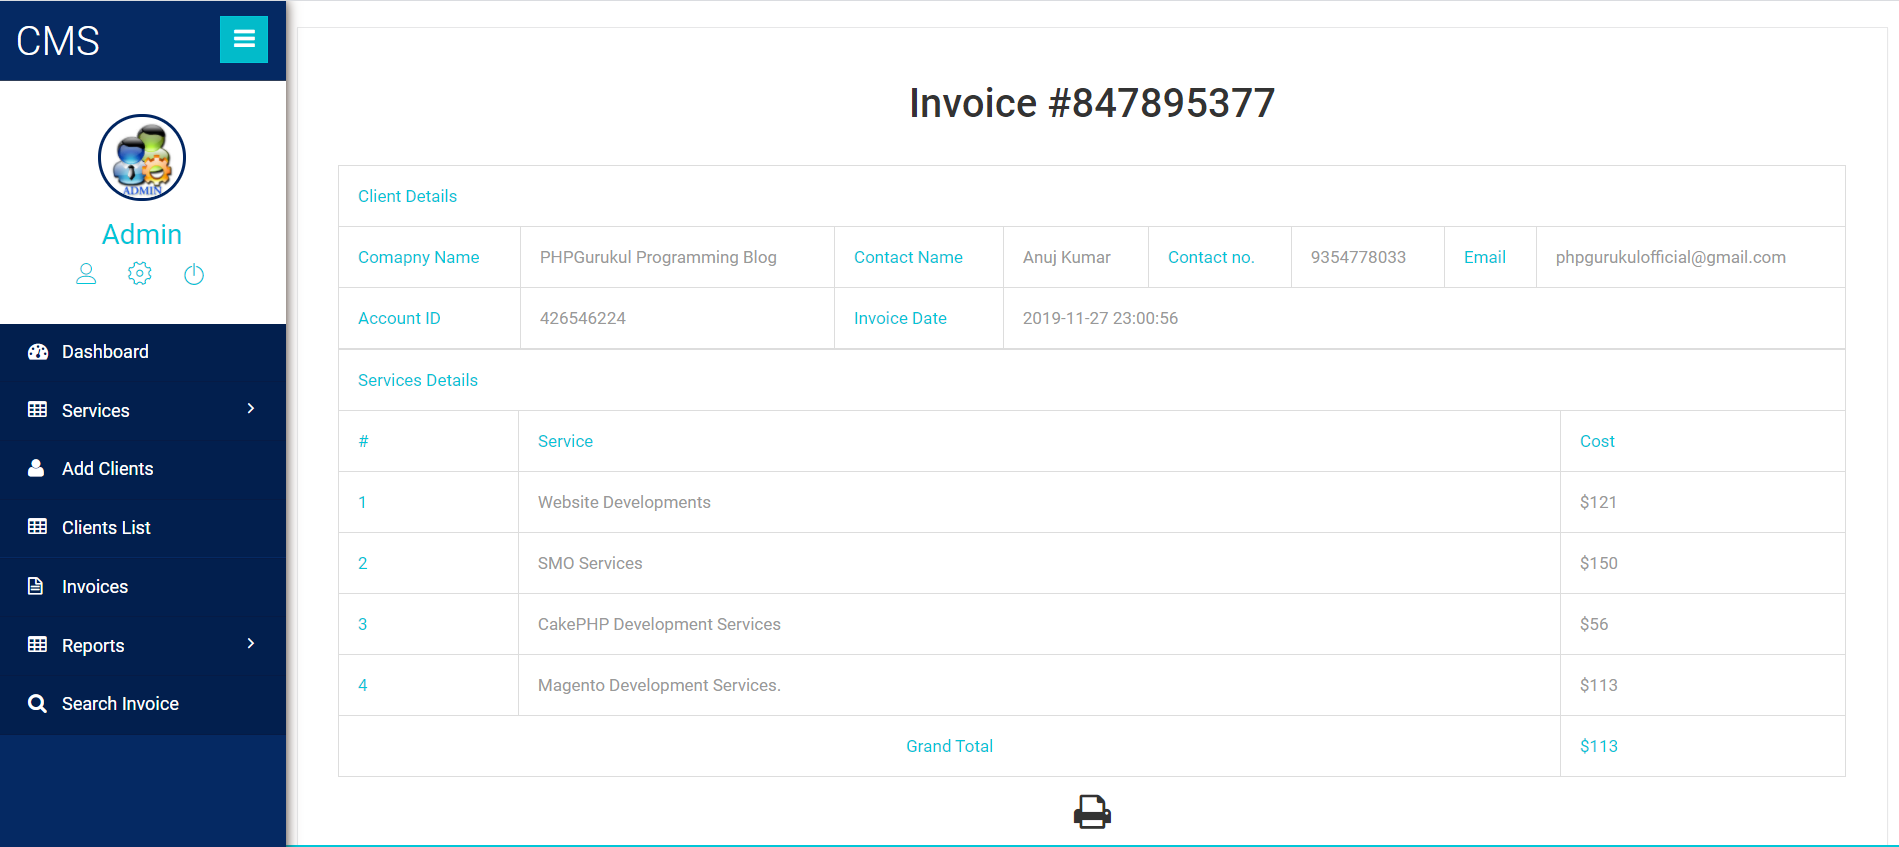 CMS
ADMIN
Admin
Dashboard
Services
Add Clients
Clients List
Invoices
Reports
Search Invoice
Invoice #847895377
Client Details
Comapny Name PHPGurukul Programming Blog Contact Name Anuj Kumar Contact no. 9354778033 Email phpgurukulofficial@gmail.com
Account ID 426546224 Invoice Date 2019-11-27 23:00:56
Services Details
# Service Cost
1 Website Developments $121
2 SMO Services $150
3 CakePHP Development Services $56
4 Magento Development Services. $113
Grand Total $113